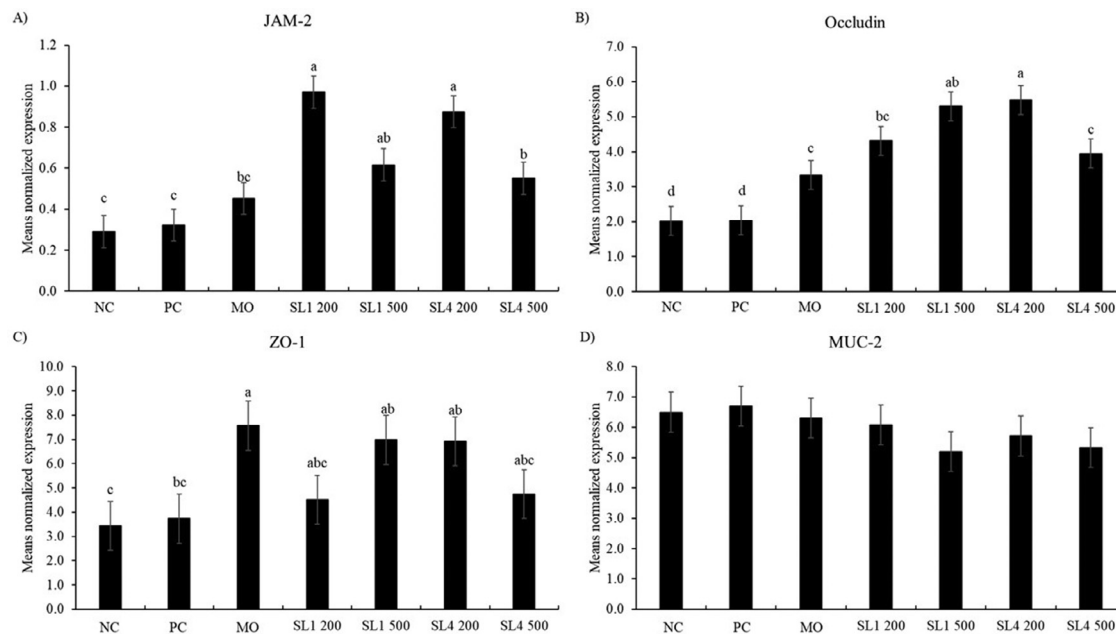 A)
JAM-2
Means normalized expression
1.2
1.0
0.8
0.6
0.4
0.2
0.0
c
c
bc
a
ab
a
b
NC PC MO SL1 200 SL1 500 SL4 200 SL4 500
B)
Occludin
Means normalized expression
7.0
6.0
5.0
4.0
3.0
2.0
1.0
0.0
d
d
c
bc
ab
a
c
NC PC MO SL1 200 SL1 500 SL4 200 SL4 500
C)
ZO-1
Means normalized expression
10.0
9.0
8.0
7.0
6.0
5.0
4.0
3.0
2.0
1.0
0.0
c
bc
a
abc
ab
ab
abc
NC PC MO SL1 200 SL1 500 SL4 200 SL4 500
D)
MUC-2
Means normalized expression
8.0
7.0
6.0
5.0
4.0
3.0
2.0
1.0
0.0
NC PC MO SL1 200 SL1 500 SL4 200 SL4 500